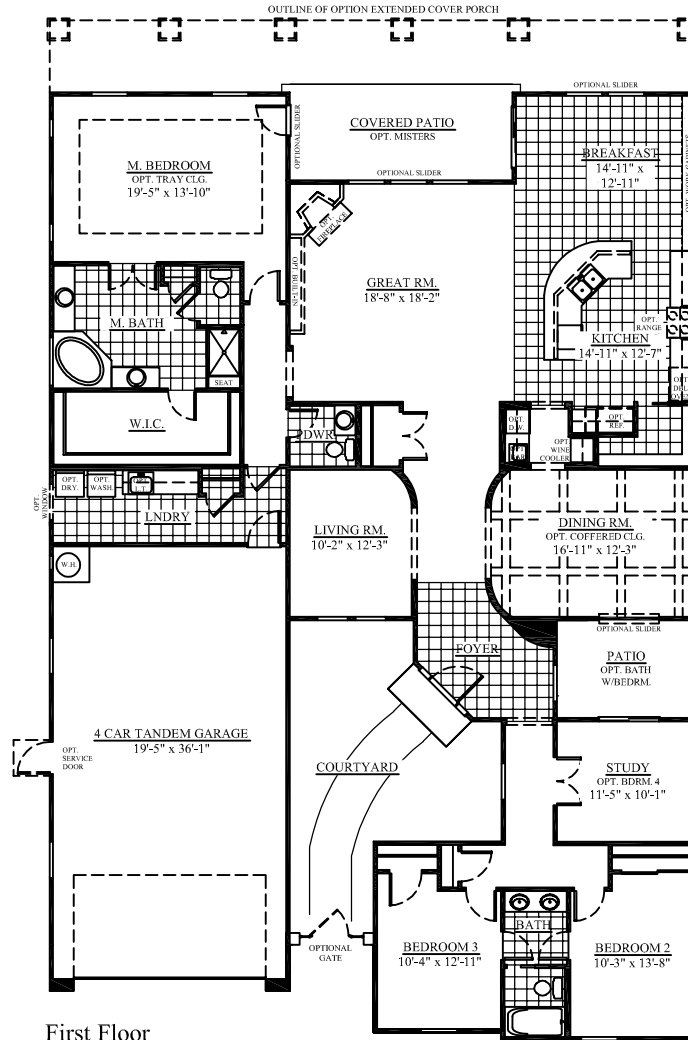 OUTLINE OF OPTION EXTENDED COVER PORCH
OPTIONAL SLIDER
COVERED PATIO
OPT. MISTERS
OPTIONAL SLIDER
OPTIONAL SLIDER
BREAKFAST
14'-11" x
12'-11"
M. BEDROOM
OPT. TRAY CLG.
19'-5" x 13'-10"
OPT.
FIREPLACE
OPT. BUILT-IN
GREAT RM.
18'-8" x 18'-2"
M. BATH
SEAT
OPT.
RANGE
KITCHEN
14'-11" x 12'-7"
W.I.C.
PDWR
OPT.
D.W.
OPT.
REF.
OPT
WINE
COOLER
OPT.
WINDOW
OPT.
DRY.
OPT.
WASH.
OPT.
L.T.
LNDRY
LIVING RM.
10'-2" x 12'-3"
DINING RM.
OPT. COFFERED CLG.
16'-11" x 12'-3"
W.H.
OPTIONAL SLIDER
FOYER
PATIO
OPT. BATH
W/BEDRM.
4 CAR TANDEM GARAGE
19'-5" x 36'-1"
OPT.
SERVICE
DOOR
COURTYARD
STUDY
OPT. BDRM. 4
11'-5" x 10'-1"
BATH
OPTIONAL
GATE
BEDROOM 3
10'-4" x 12'-11"
BEDROOM 2
10'-3" x 13'-8"
First Floor